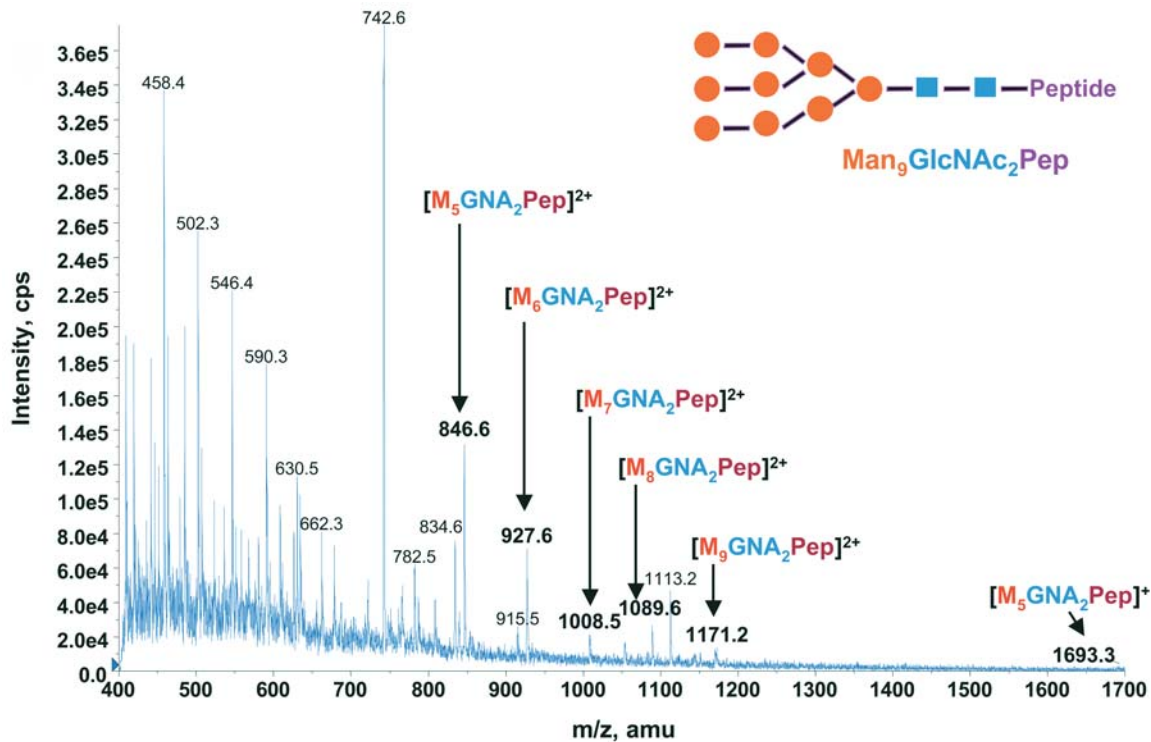 742.6
3.6e5
3.4e5
3.2e5
3.0e5
2.8e5
2.6e5
2.4e5
2.2e5
2.0e5
1.8e5
1.6e5
1.4e5
1.2e5
1.0e5
8.0e4
6.0e4
4.0e4
2.0e4
0.0
Intensity, cps
458.4
502.3
546.4
590.3
630.5
662.3
782.5
834.6
846.6
915.5
927.6
1008.5
1089.6
1113.2
1171.2
1693.3
[M₅GNA₂Pep]²⁺
[M₆GNA₂Pep]²⁺
[M₇GNA₂Pep]²⁺
[M₈GNA₂Pep]²⁺
[M₉GNA₂Pep]²⁺
[M₅GNA₂Pep]⁺
Peptide
Man₉GlcNAc₂Pep
400 500 600 700 800 900 1000 1100 1200 1300 1400 1500 1600 1700
m/z, amu